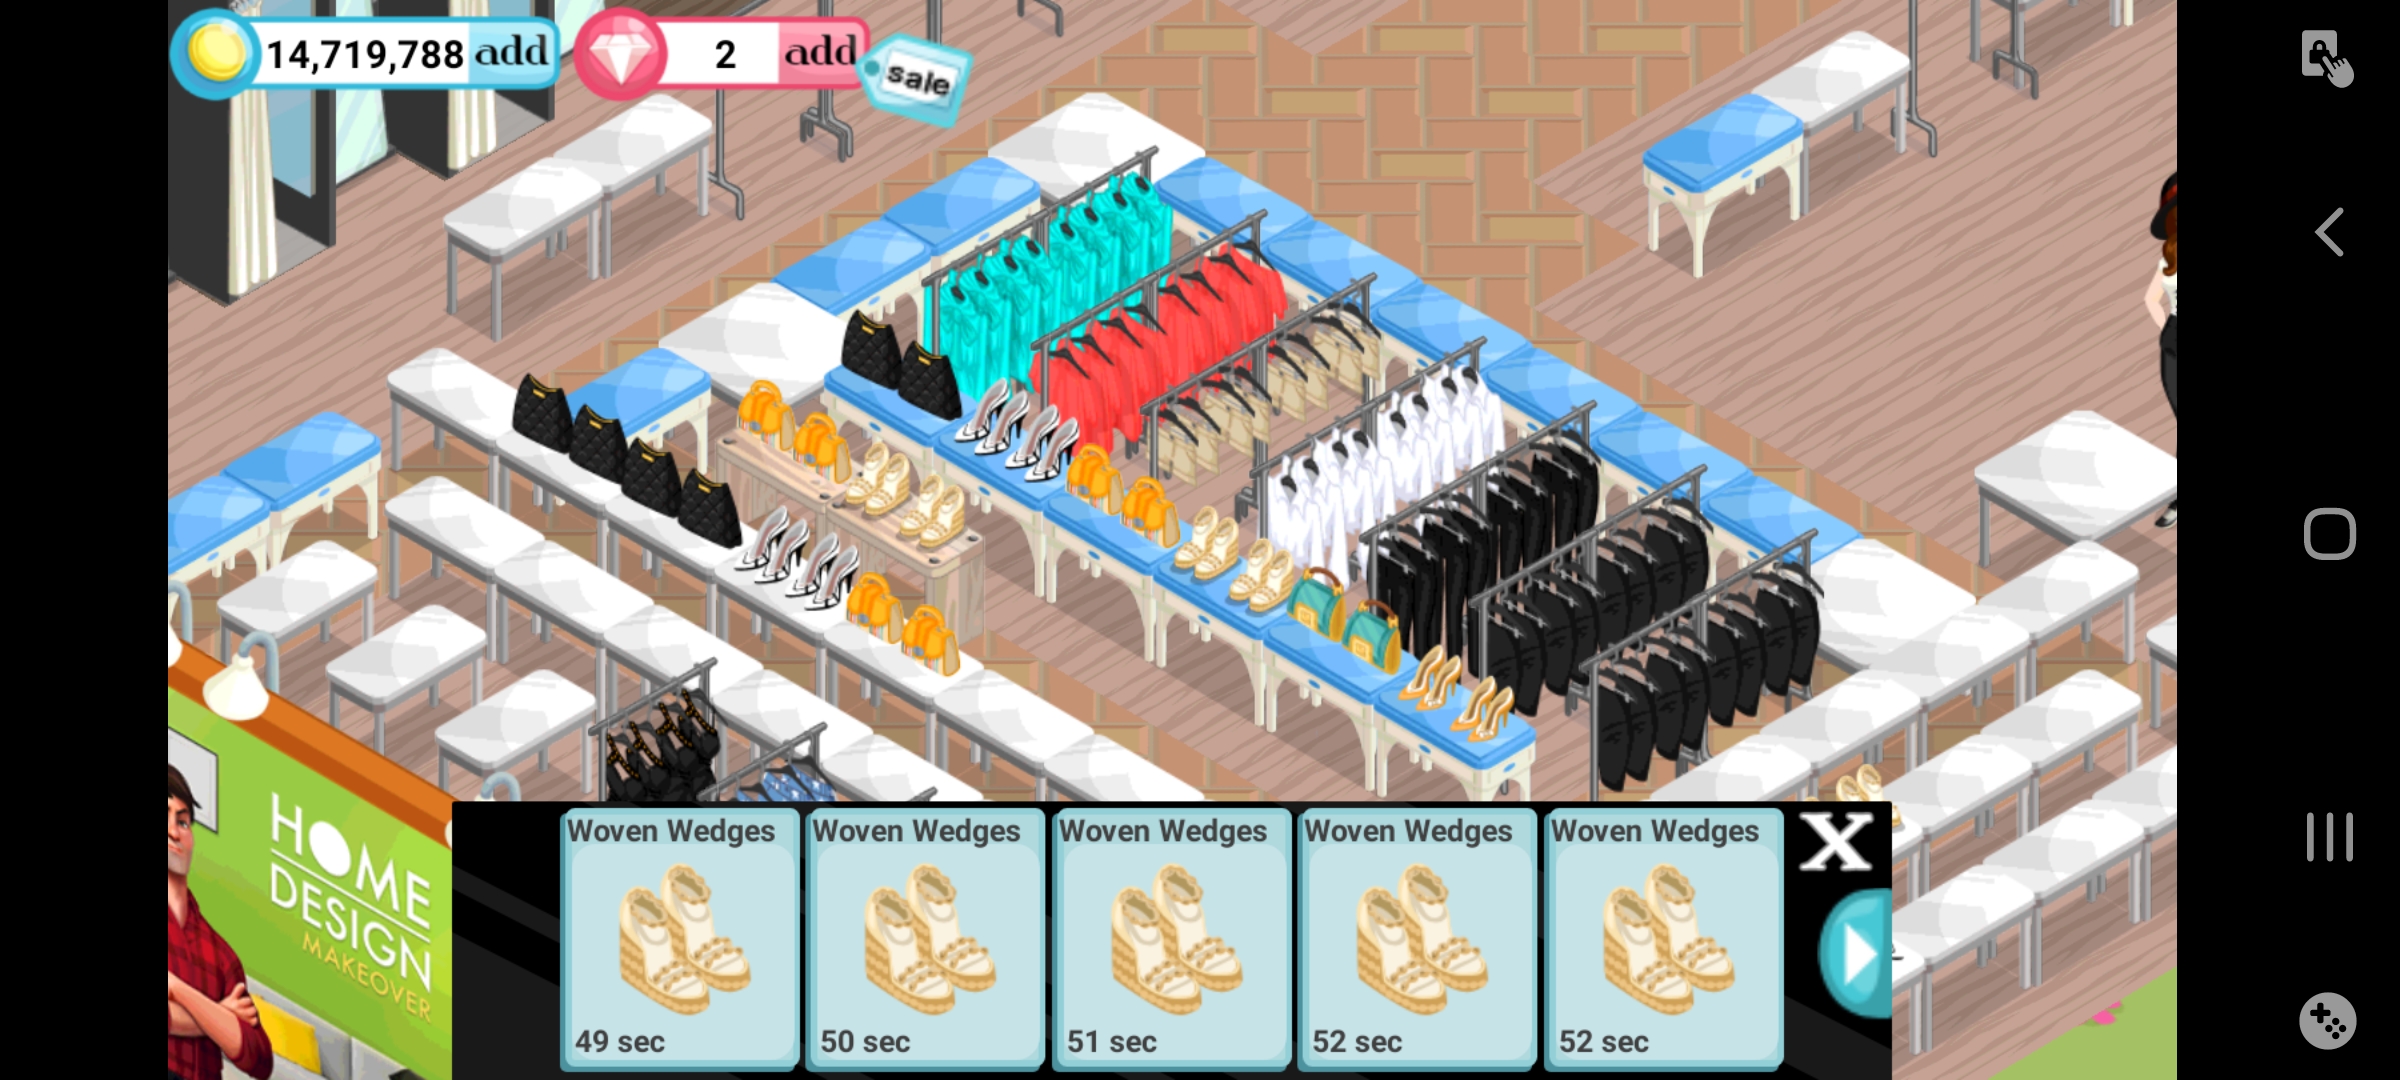 14,719,788 add
2 add
sale
HOME
DESIGN
MAKEOVER
Woven Wedges
49 sec
Woven Wedges
50 sec
Woven Wedges
51 sec
Woven Wedges
52 sec
Woven Wedges
52 sec
X